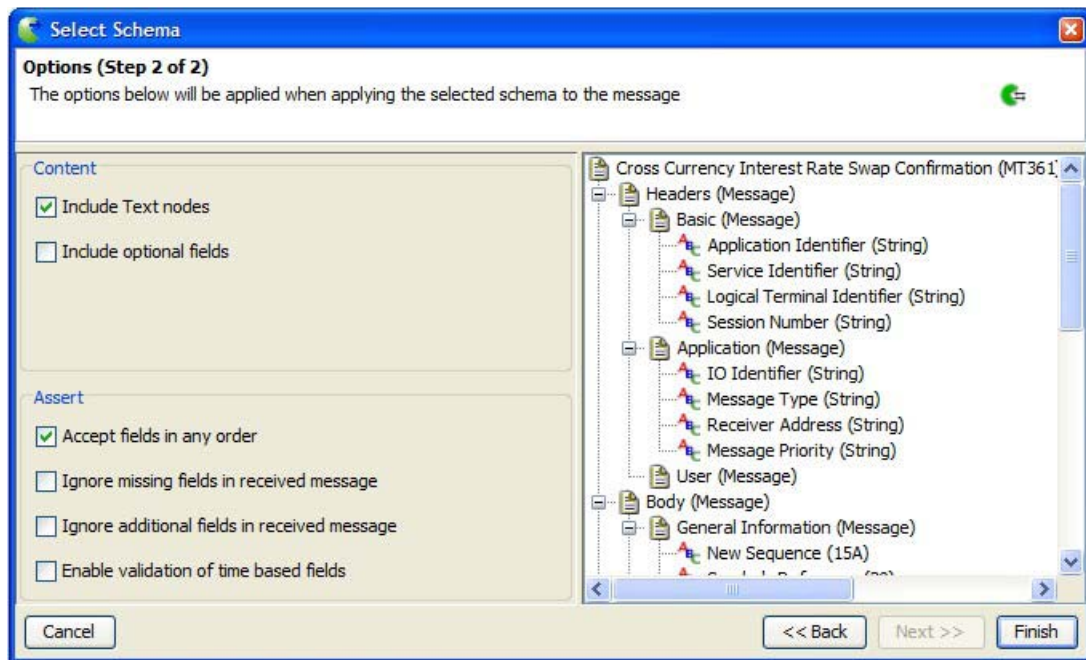 Select Schema
Options (Step 2 of 2)
The options below will be applied when applying the selected schema to the message
Content
Include Text nodes
Include optional fields
Assert
Accept fields in any order
Ignore missing fields in received message
Ignore additional fields in received message
Enable validation of time based fields
Cross Currency Interest Rate Swap Confirmation (MT361)
Headers (Message)
Basic (Message)
Application Identifier (String)
Service Identifier (String)
Logical Terminal Identifier (String)
Session Number (String)
Application (Message)
IO Identifier (String)
Message Type (String)
Receiver Address (String)
Message Priority (String)
User (Message)
Body (Message)
General Information (Message)
New Sequence (15A)
Cancel
<< Back
Next >>
Finish